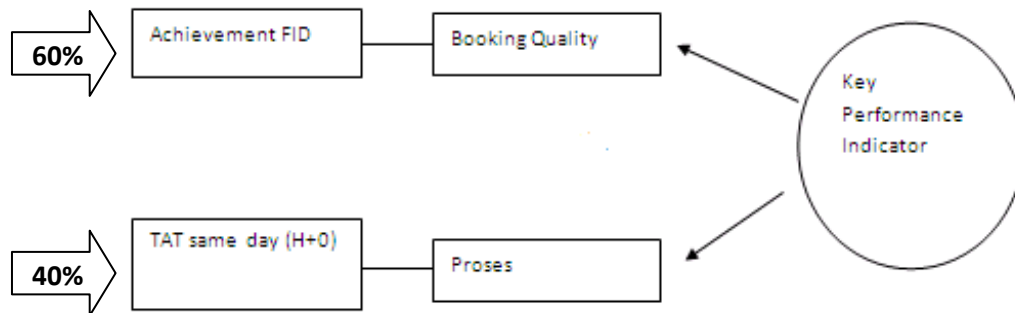 60%
Achievement FID
Booking Quality
Key
Performance
Indicator
40%
TAT same day (H+0)
Proses